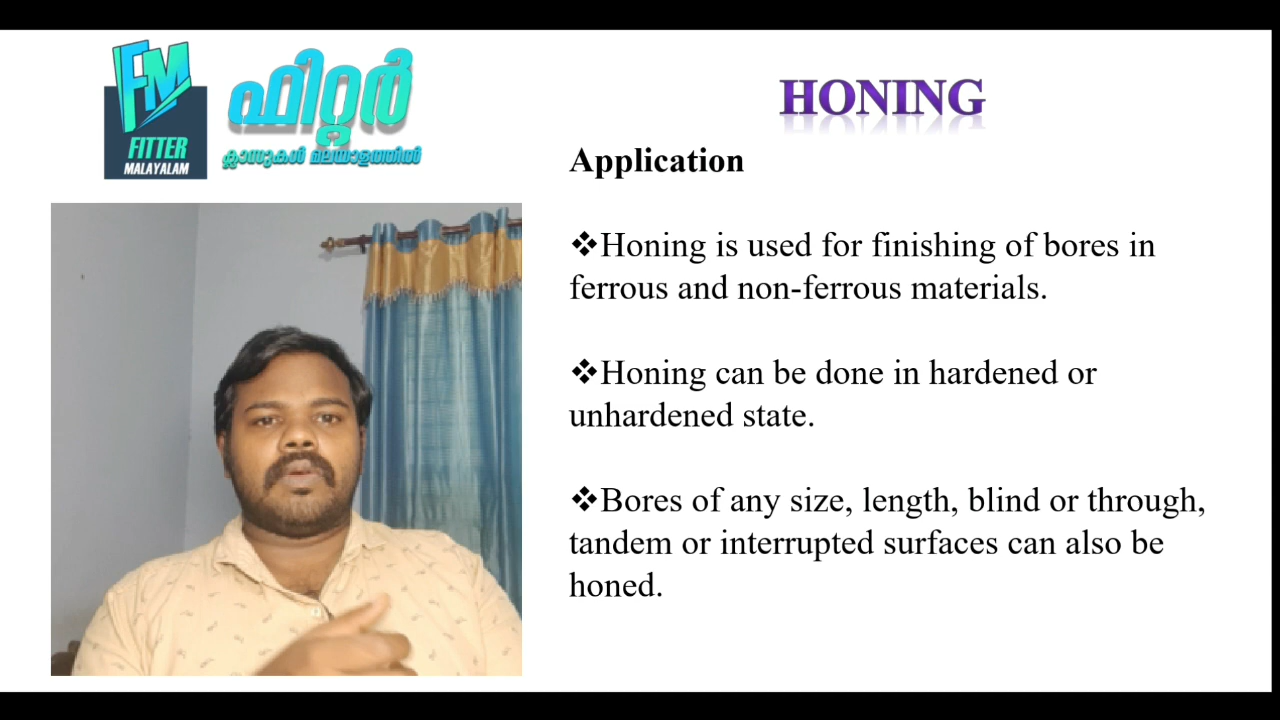 FM
FITTER
MALAYALAM
ഫിറ്റർ
ക്ലാസുകൾ മലയാളത്തിൽ
HONING
Application
❖Honing is used for finishing of bores in
ferrous and non-ferrous materials.
❖Honing can be done in hardened or
unhardened state.
❖Bores of any size, length, blind or through,
tandem or interrupted surfaces can also be
honed.